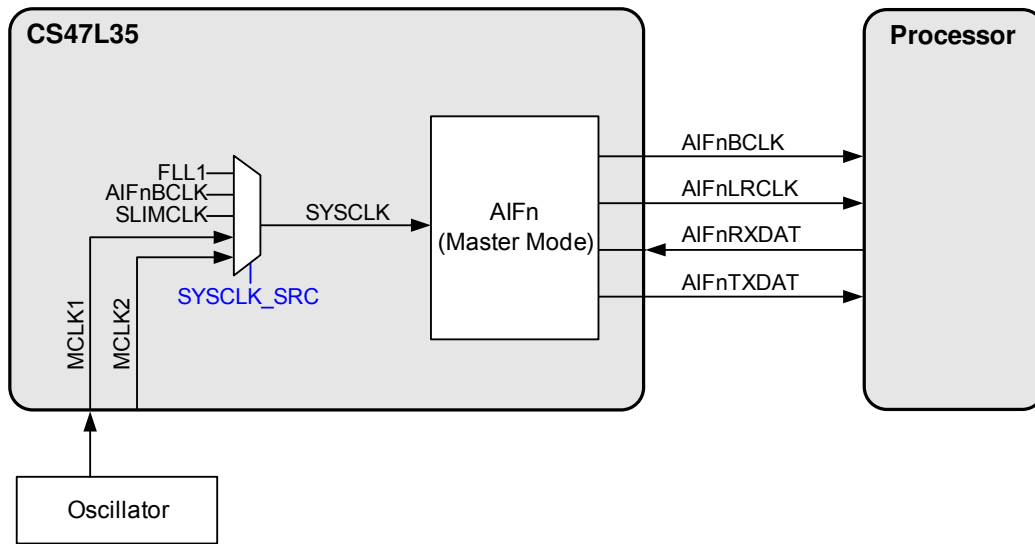 CS47L35
Processor
AIFnBCLK
FLL1
AIFnBCLK
AIFnLRCLK
SLIMCLK
SYSCLK
AIFn
(Master Mode)
AIFnRXDAT
SYSCLK_SRC
AIFnTXDAT
MCLK1
MCLK2
Oscillator